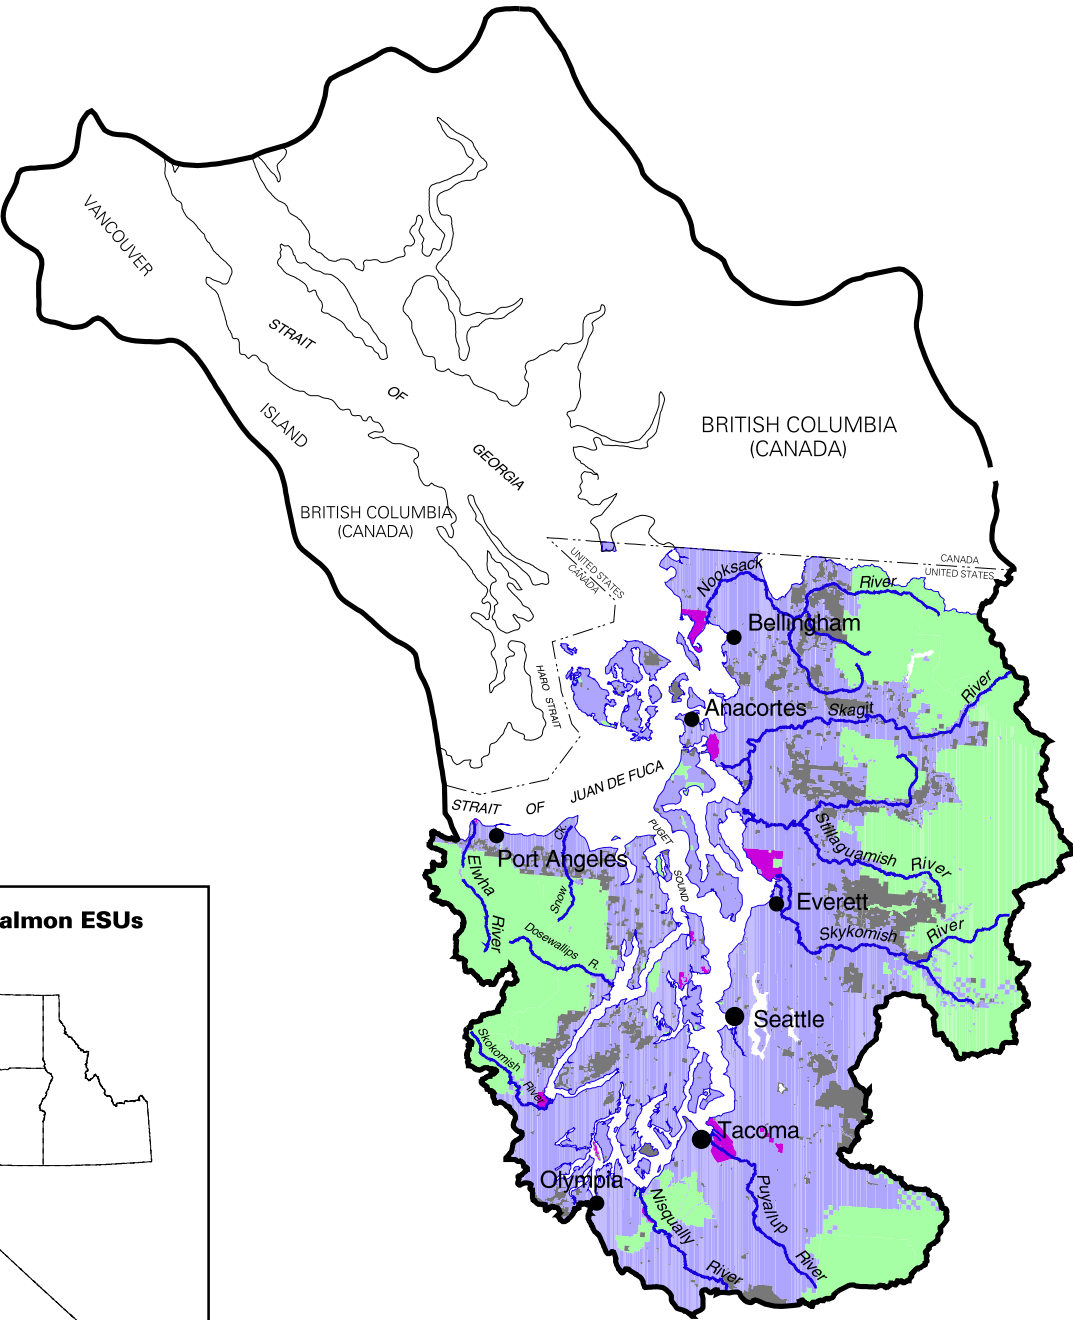 VANCOUVER
STRAIT
OF
ISLAND
GEORGIA
BRITISH COLUMBIA
(CANADA)
BRITISH COLUMBIA
(CANADA)
UNITED STATES
CANADA
CANADA
UNITED STATES
Nooksack
River
Bellingham
HARO STRAIT
River
Anacortes
Skagit
STRAIT OF JUAN DE FUCA
PUGET
SOUND
Ck.
Port Angeles
Stillaguamish River
Elwha
River
Snow
Everett
almon ESUs
Dosewallips
R.
Skykomish
River
Seattle
Skokomish
River
Tacoma
Olympia
Nisqually
River
Puyallup
River